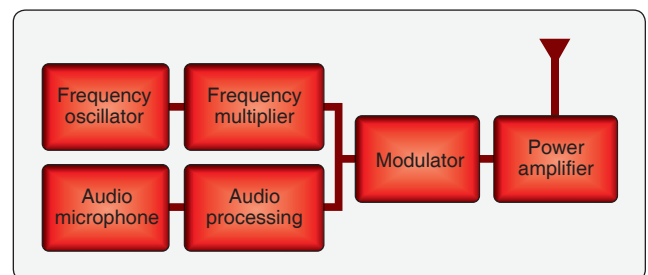 Frequency
oscillator
Frequency
multiplier
Audio
microphone
Audio
processing
Modulator
Power
amplifier